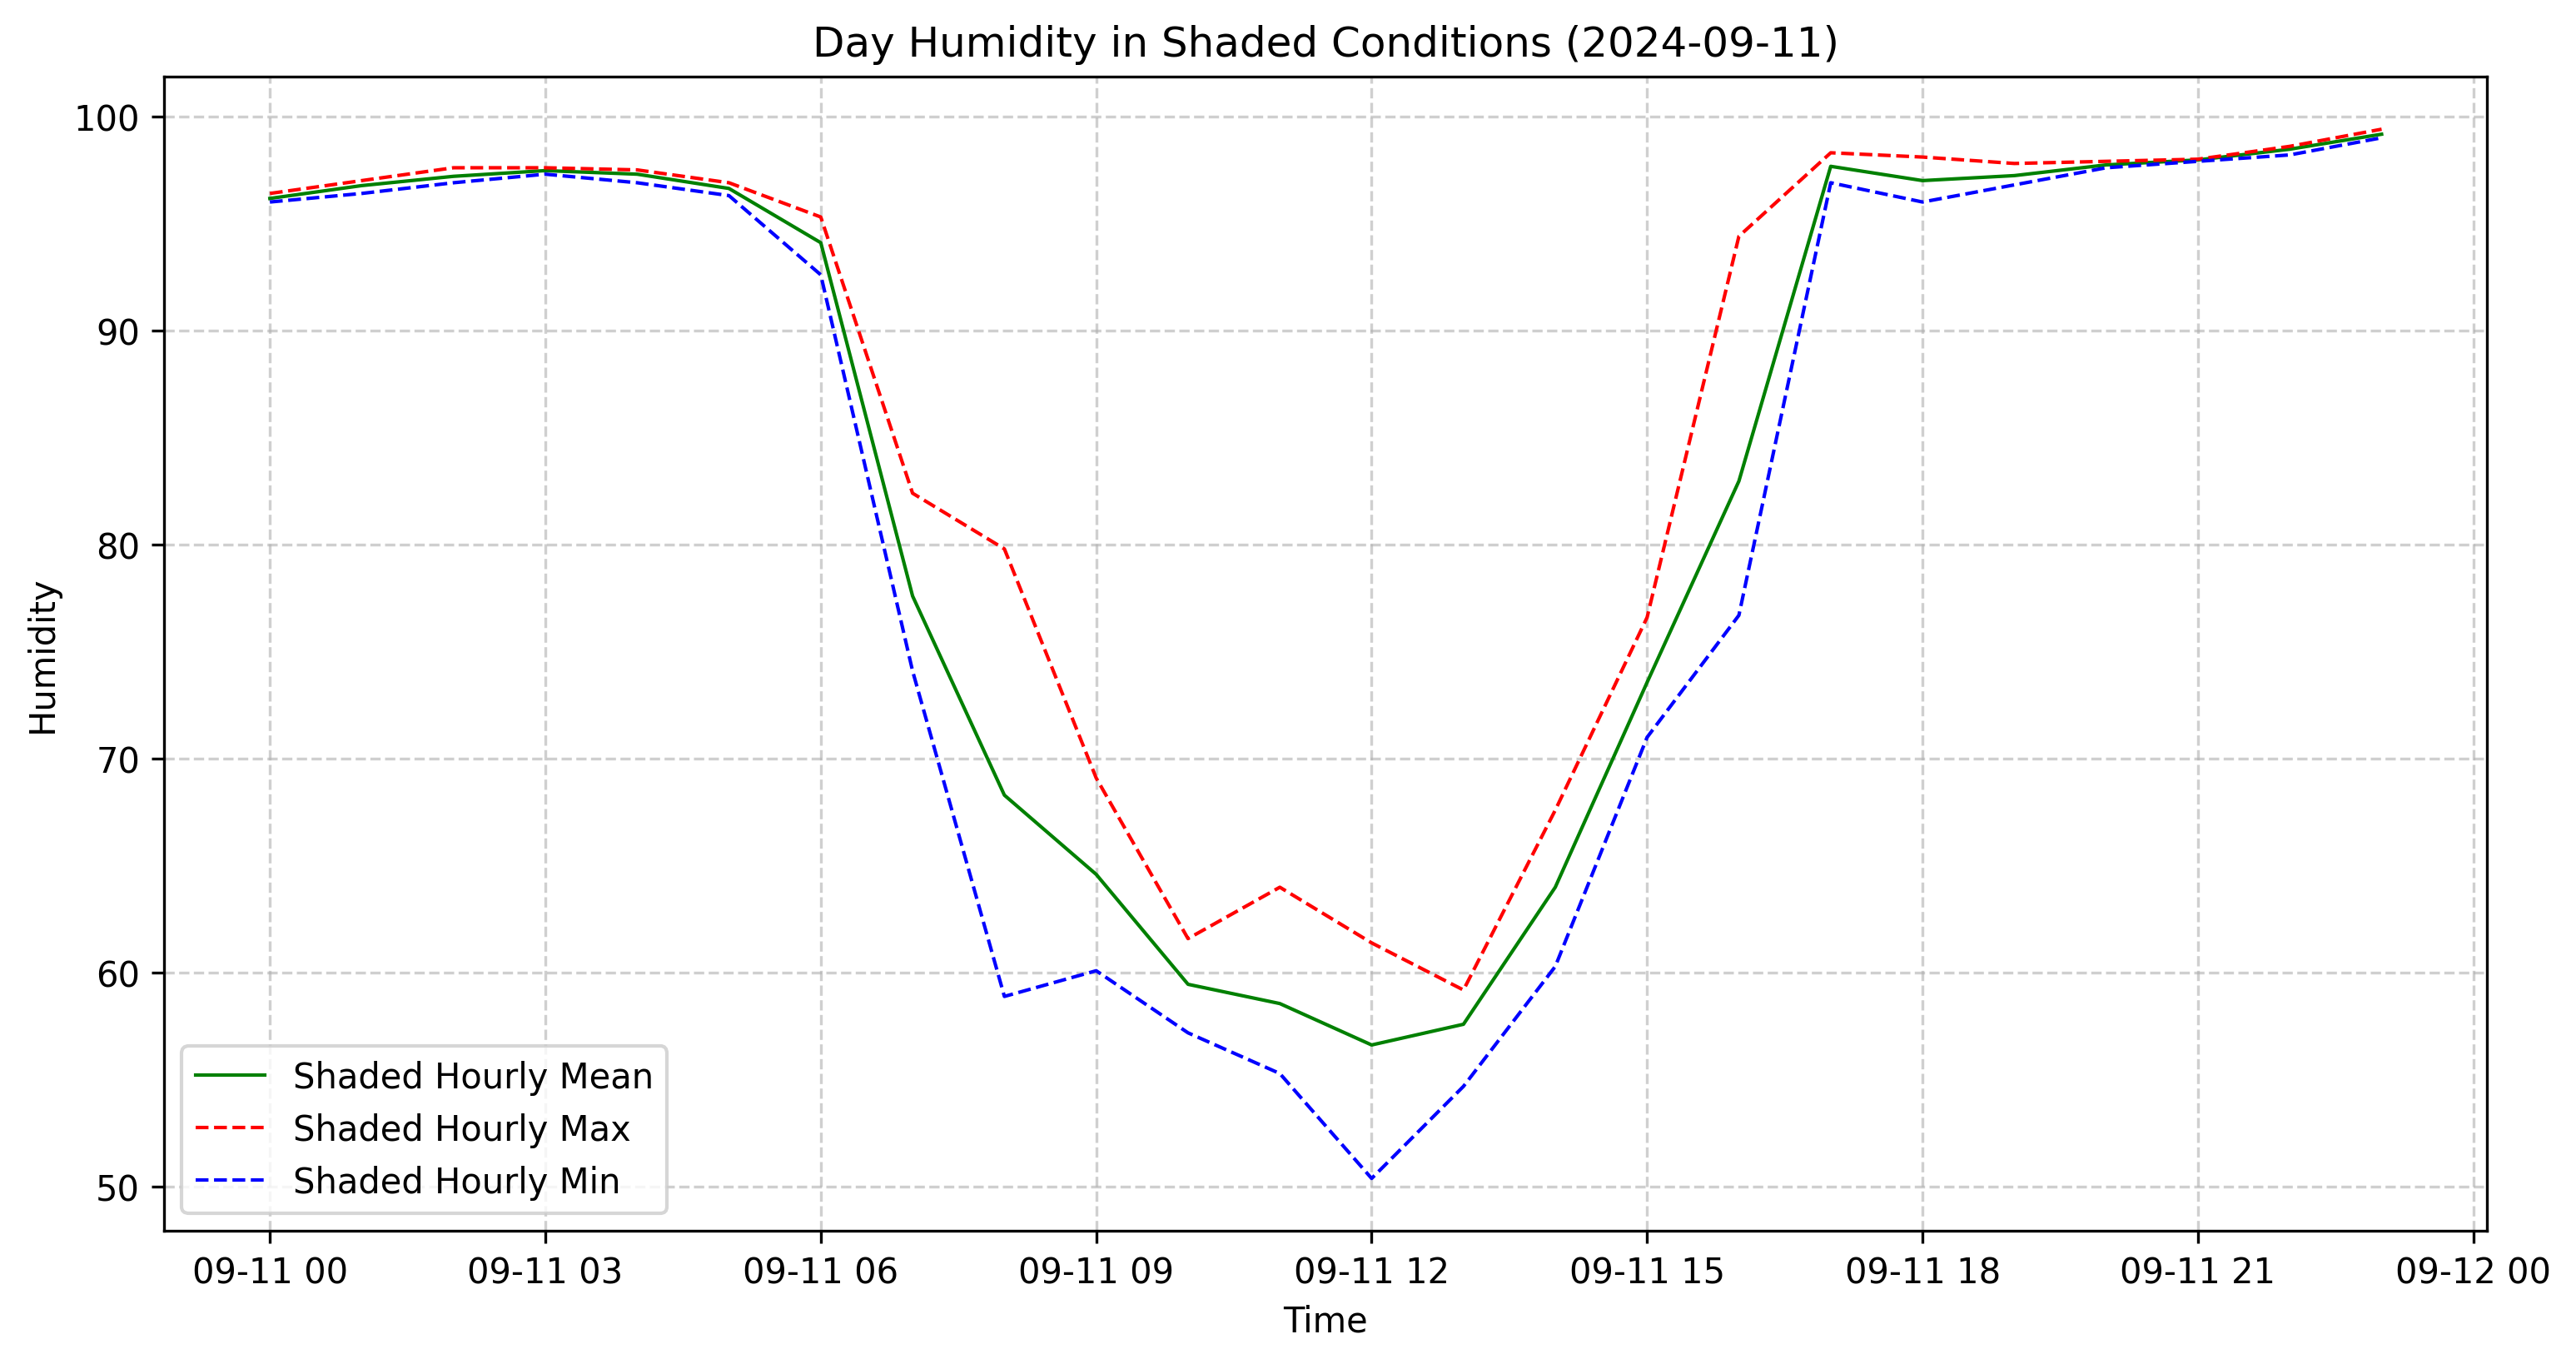 Day Humidity in Shaded Conditions (2024-09-11)
100
90
80
70
60
50
Humidity
Shaded Hourly Mean
Shaded Hourly Max
Shaded Hourly Min
09-11 00
09-11 03
09-11 06
09-11 09
09-11 12
09-11 15
09-11 18
09-11 21
09-12 00
Time